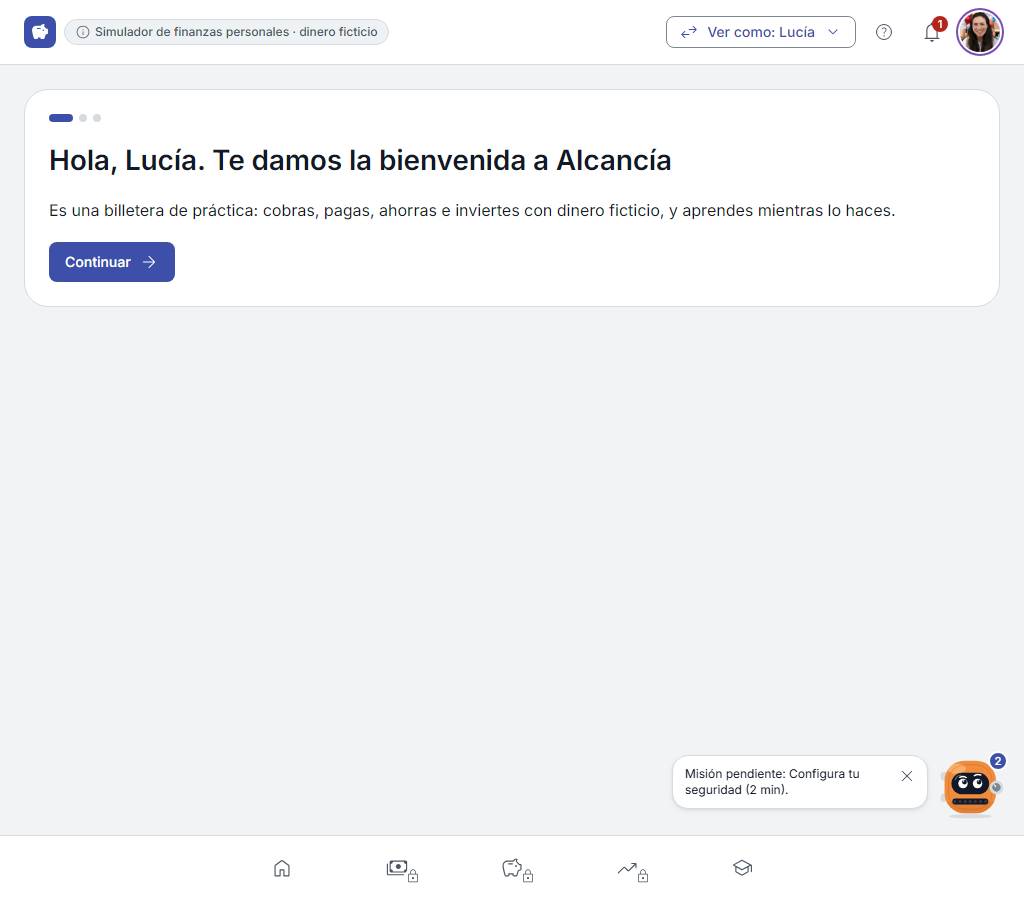 Simulador de finanzas personales · dinero ficticio
Ver como: Lucía
1
Hola, Lucía. Te damos la bienvenida a Alcancía
Es una billetera de práctica: cobras, pagas, ahorras e inviertes con dinero ficticio, y aprendes mientras lo haces.
Continuar
Misión pendiente: Configura tu
seguridad (2 min).
2